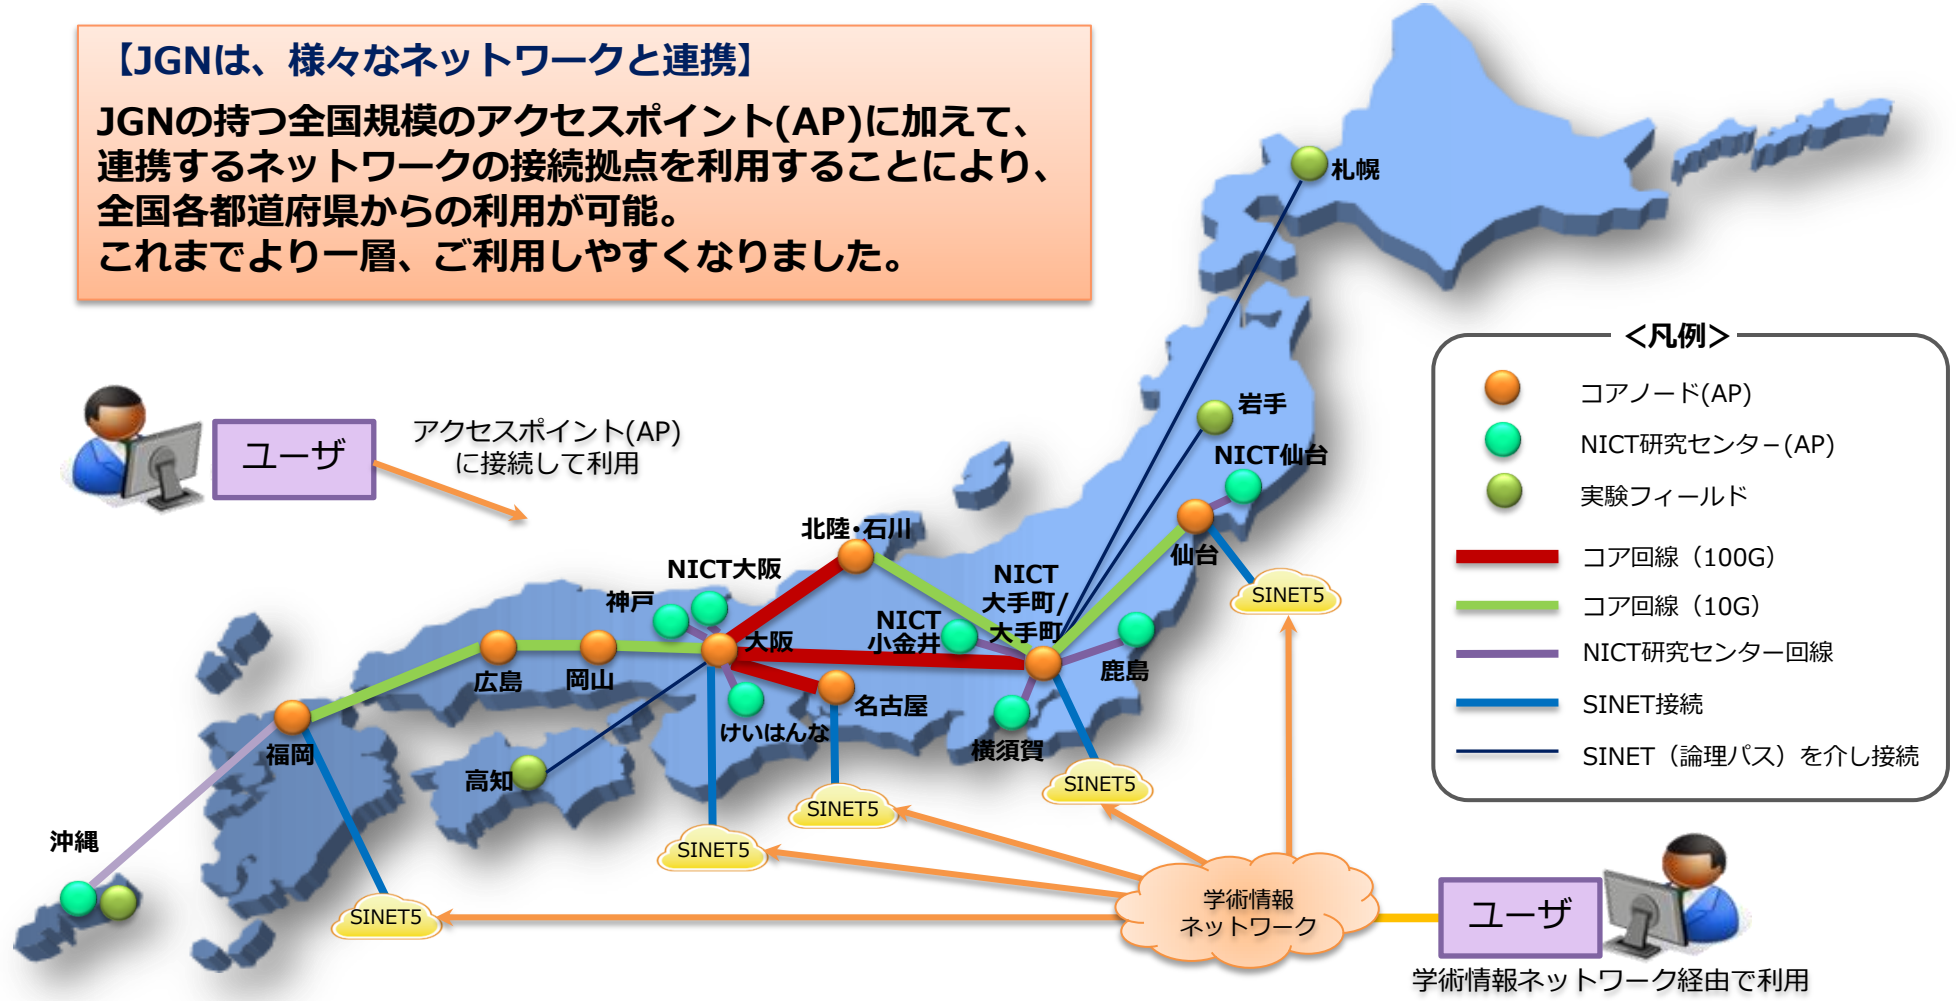 【JGNは、様々なネットワークと連携】
JGNの持つ全国規模のアクセスポイント(AP)に加えて、
連携するネットワークの接続拠点を利用することにより、
全国各都道府県からの利用が可能。
これまでより一層、ご利用しやすくなりました。
札幌
<凡例>
コアノード(AP)
NICT研究センター(AP)
実験フィールド
コア回線（100G）
コア回線（10G）
NICT研究センター回線
SINET接続
SINET（論理パス）を介し接続
ユーザ
アクセスポイント(AP)
に接続して利用
岩手
NICT仙台
仙台
SINET5
北陸・石川
NICT大阪
神戸
大阪
NICT
大手町/
大手町
NICT
小金井
鹿島
広島
岡山
名古屋
けいはんな
横須賀
福岡
高知
SINET5
SINET5
SINET5
沖縄
SINET5
学術情報
ネットワーク
ユーザ
学術情報ネットワーク経由で利用